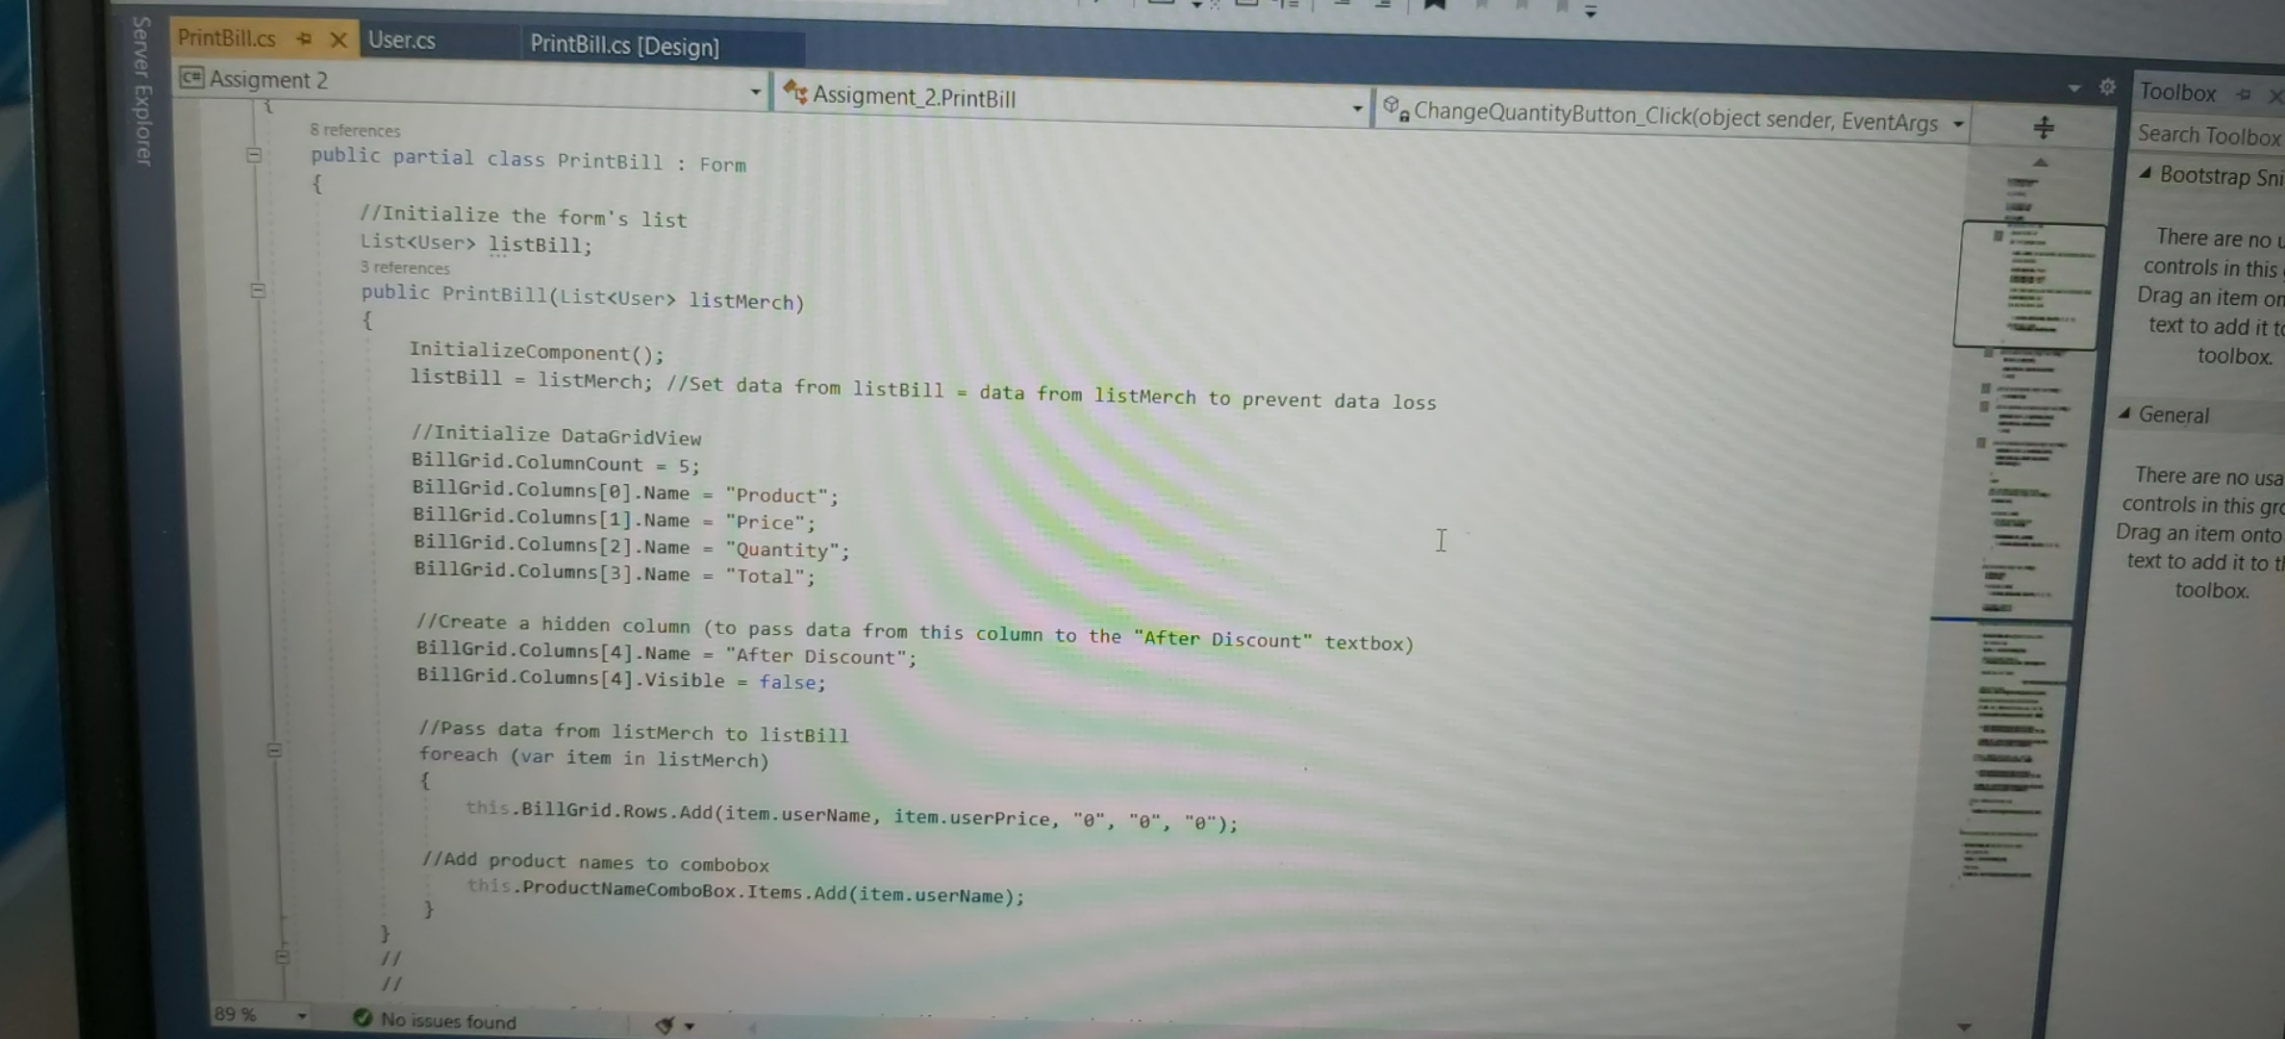 Server Explorer
PrintBill.cs
User.cs
PrintBill.cs [Design]
Assigment 2
Assigment_2.PrintBill
ChangeQuantityButton_Click(object sender, EventArgs
{
8 references
public partial class PrintBill : Form
{
//Initialize the form's list
List<User> listBill;
3 references
public PrintBill(List<User> listMerch)
{
InitializeComponent();
listBill = listMerch; //Set data from listBill = data from listMerch to prevent data loss
//Initialize DataGridView
BillGrid.ColumnCount = 5;
BillGrid.Columns[0].Name = "Product";
BillGrid.Columns[1].Name = "Price";
BillGrid.Columns[2].Name = "Quantity";
BillGrid.Columns[3].Name = "Total";
//Create a hidden column (to pass data from this column to the "After Discount" textbox)
BillGrid.Columns[4].Name = "After Discount";
BillGrid.Columns[4].Visible = false;
//Pass data from listMerch to listBill
foreach (var item in listMerch)
{
this.BillGrid.Rows.Add(item.userName, item.userPrice, "0", "0", "0");
//Add product names to combobox
this.ProductNameComboBox.Items.Add(item.userName);
}
}
//
//
89 %
No issues found
Toolbox
Search Toolbox
Bootstrap Sni
There are no u
controls in this
Drag an item on
text to add it to
toolbox.
General
There are no usa
controls in this gro
Drag an item onto
text to add it to th
toolbox.